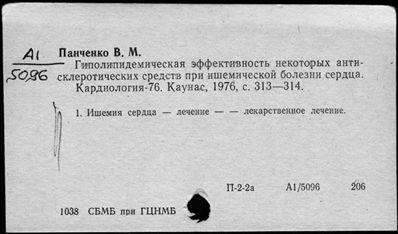 А1
5096
Панченко В. М.
Гиполипидемическая эффективность некоторых анти-
склеротических средств при ишемической болезни сердца.
Кардиология-76. Каунас, 1976, с. 313—314.
1. Ишемия сердца — лечение — — лекарственное лечение.
П-2-2а А1/5096 206
1038 СБМБ при ГЦНМБ